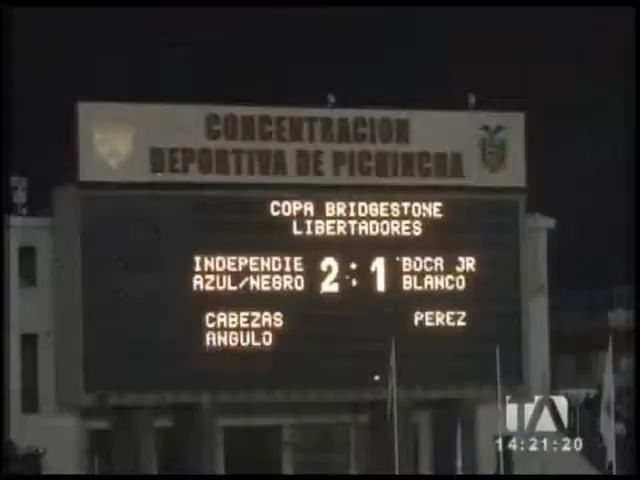 CONCENTRACION
DEPORTIVA DE PICHINCHA
COPA BRIDGESTONE
LIBERTADORES
INDEPENDIE 2:1 BOCA JR
AZUL/NEGRO BLANCO
CABEZAS PEREZ
ANGULO
TA
14:21:20